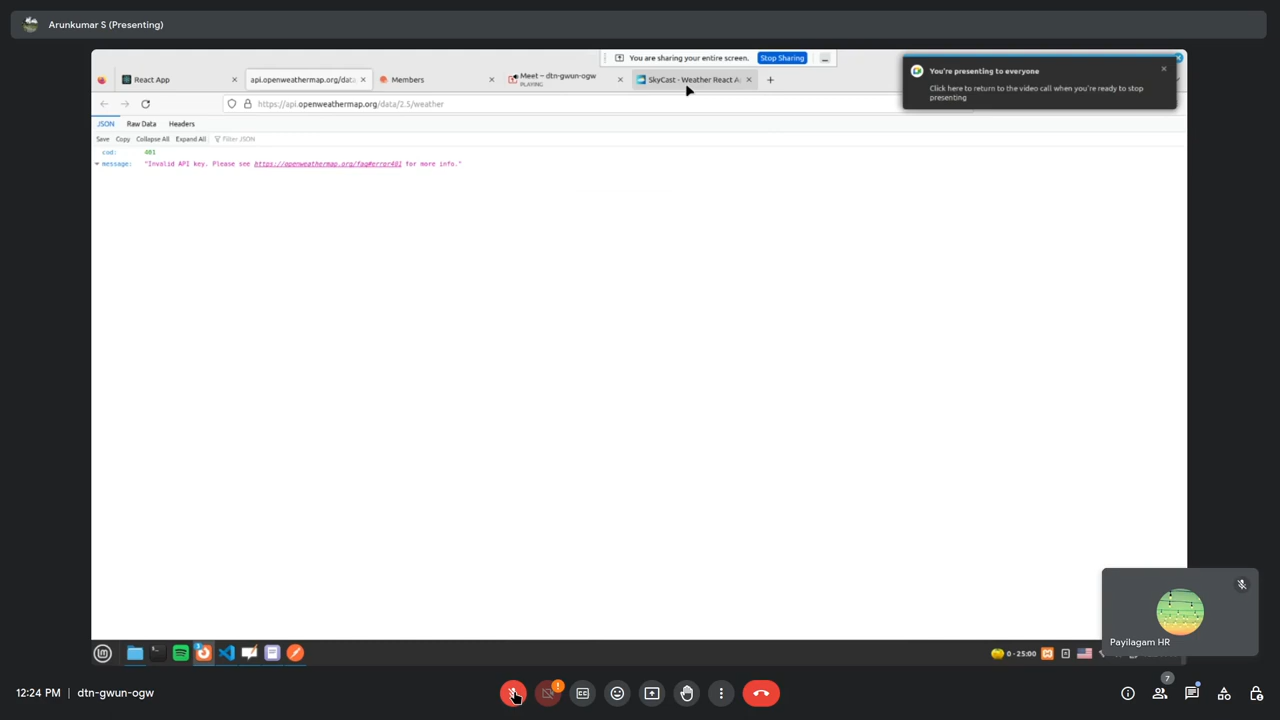 Arunkumar S (Presenting)
You are sharing your entire screen. Stop Sharing
React App
api.openweathermap.org/data
Members
Meet – dtn-gwun-ogw
PLAYING
SkyCast - Weather React A
You're presenting to everyone
Click here to return to the video call when you're ready to stop
presenting
https://api.openweathermap.org/data/2.5/weather
JSON Raw Data Headers
Save Copy Collapse All Expand All Filter JSON
cod: 401
message: "Invalid API key. Please see https://openweathermap.org/faq#error401 for more info."
Payilagam HR
0 - 25:00
12:24 PM | dtn-gwun-ogw
7